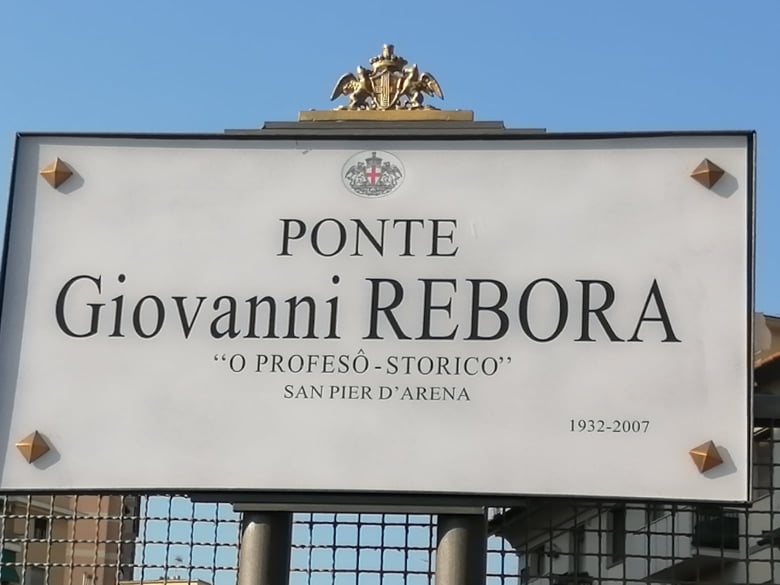 PONTE
Giovanni REBORA
“O PROFESÔ-STORICO”
SAN PIER D'ARENA
1932-2007